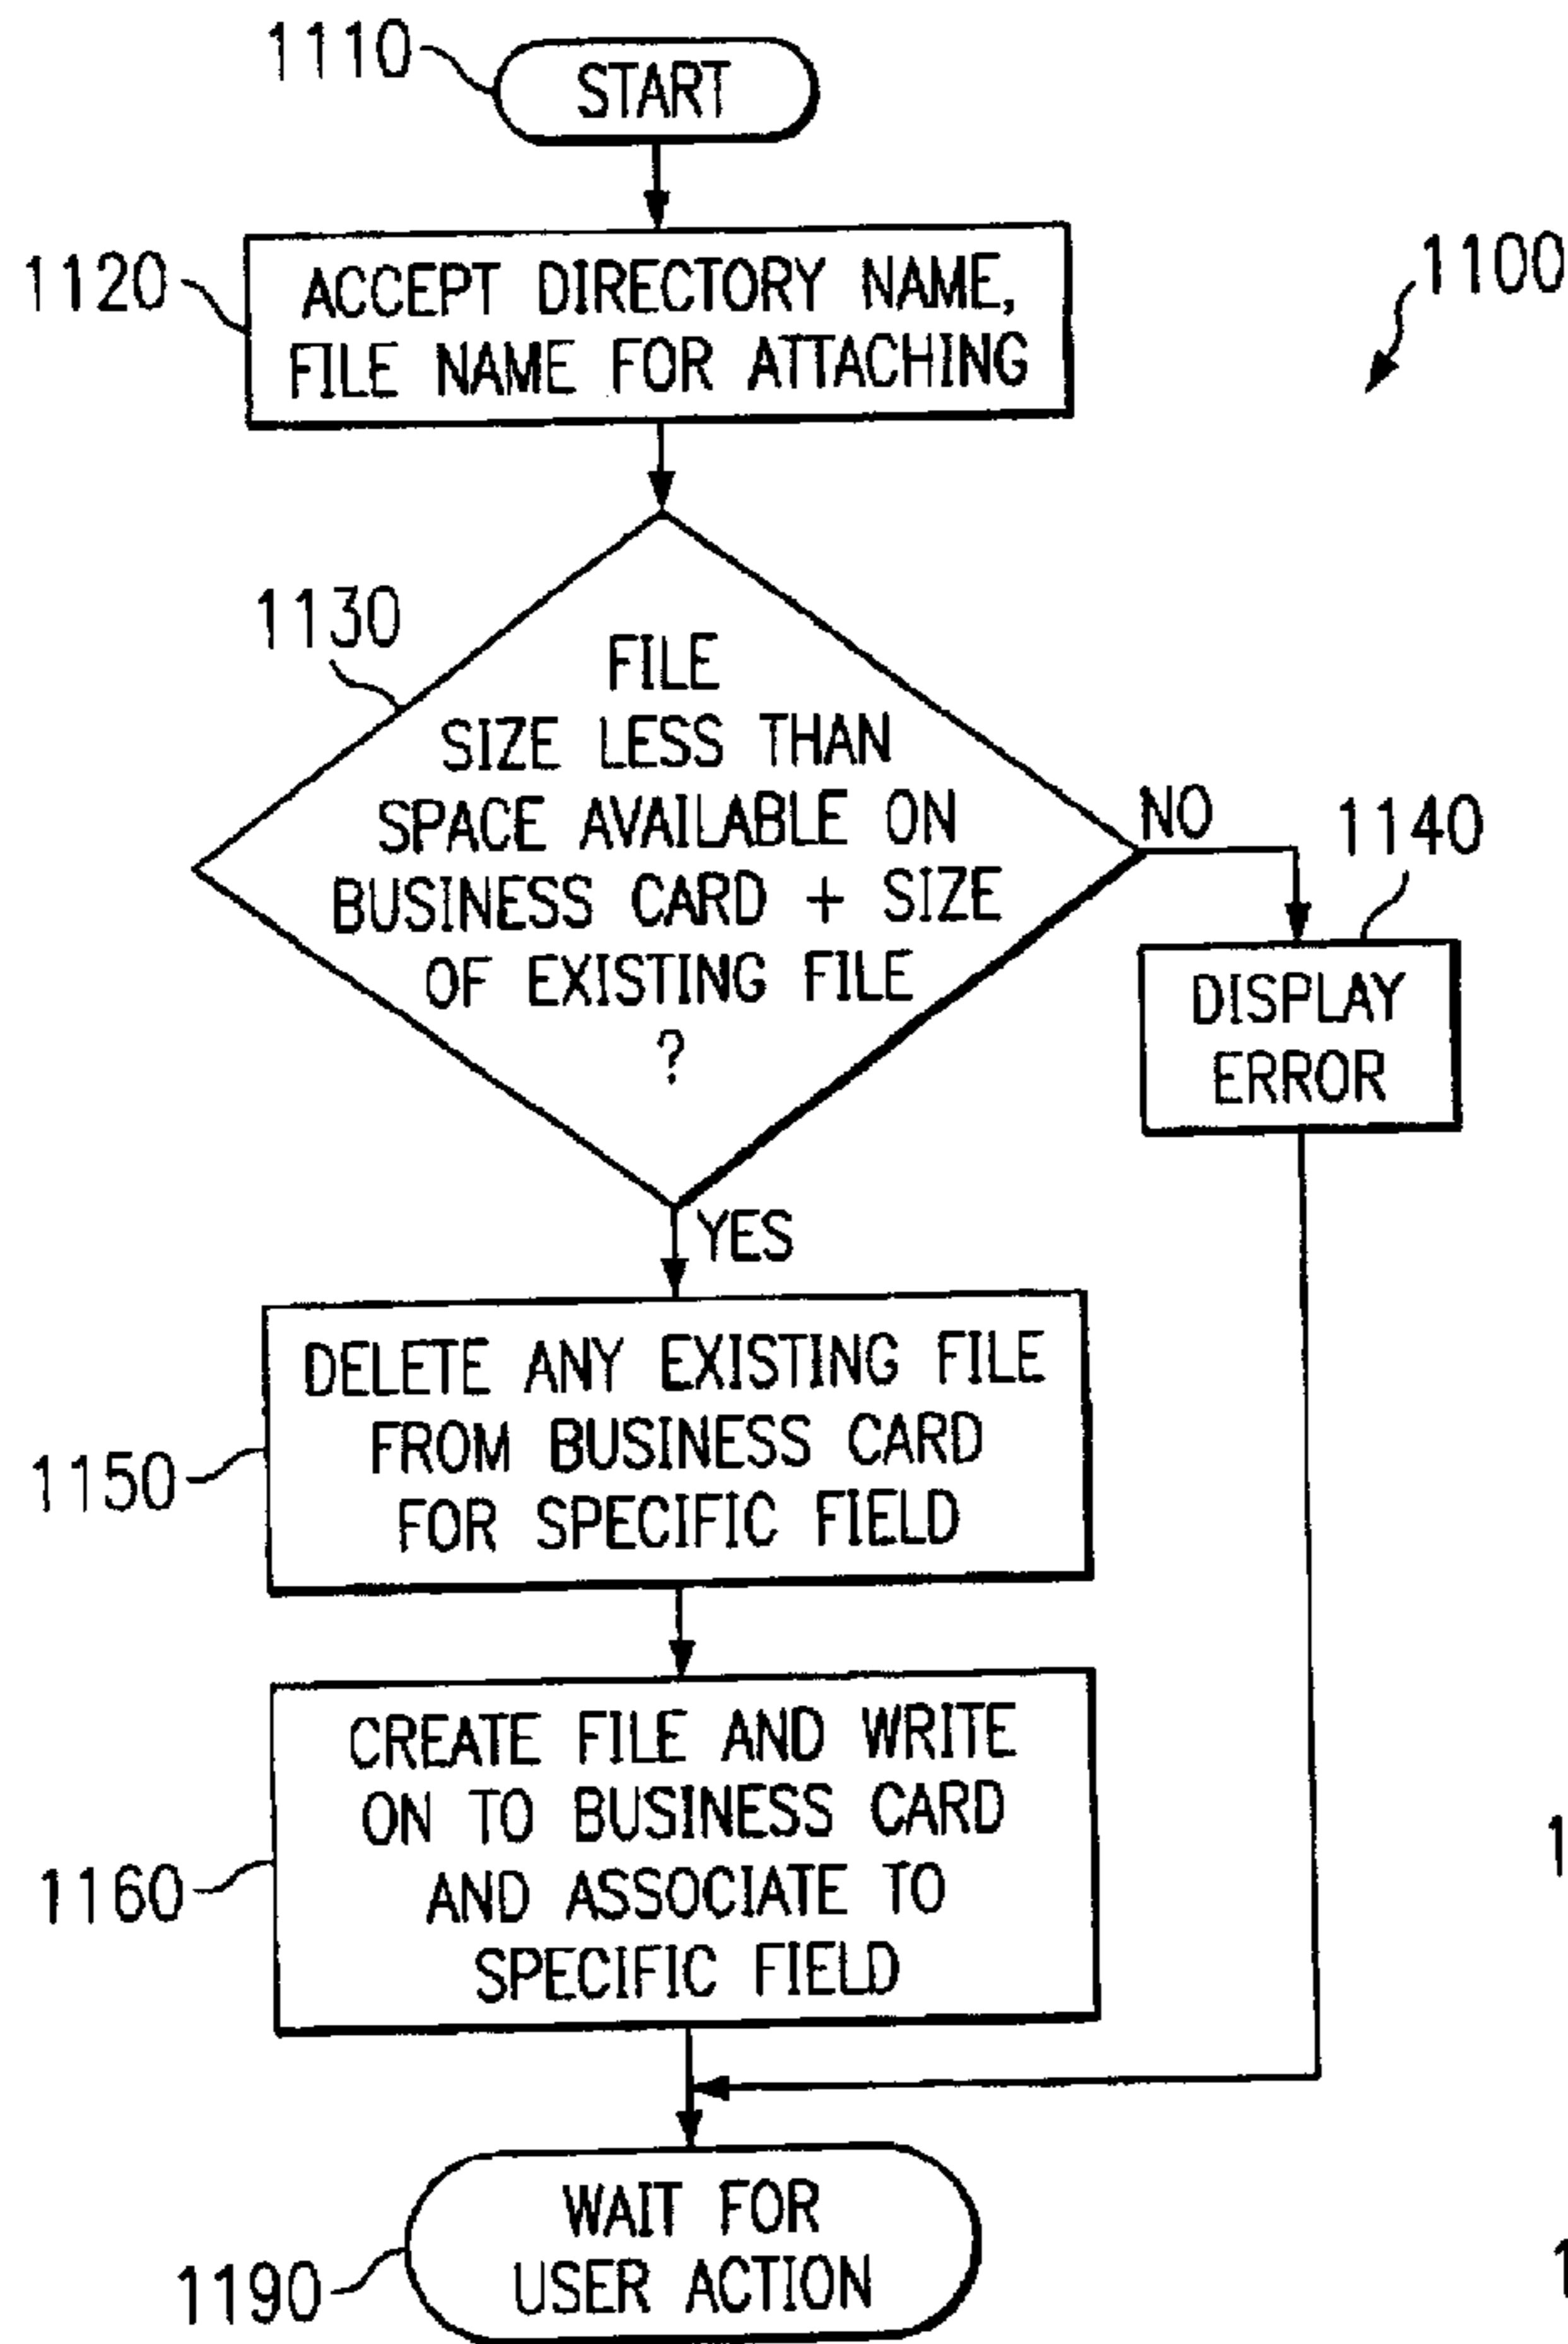 1110
START
1120
ACCEPT DIRECTORY NAME,
FILE NAME FOR ATTACHING
1100
1130
FILE
SIZE LESS THAN
SPACE AVAILABLE ON
BUSINESS CARD + SIZE
OF EXISTING FILE
?
NO
1140
DISPLAY
ERROR
YES
1150
DELETE ANY EXISTING FILE
FROM BUSINESS CARD
FOR SPECIFIC FIELD
1160
CREATE FILE AND WRITE
ON TO BUSINESS CARD
AND ASSOCIATE TO
SPECIFIC FIELD
1190
WAIT FOR
USER ACTION